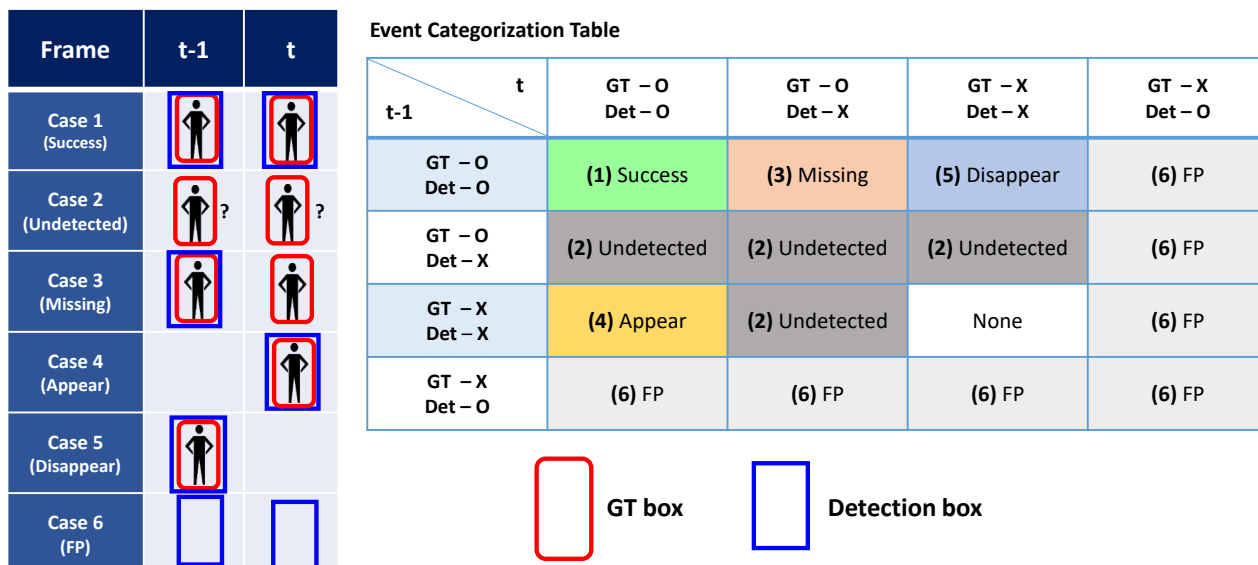 Frame t-1 t
Case 1
(Success)
Case 2
(Undetected)
? ?
Case 3
(Missing)
Case 4
(Appear)
Case 5
(Disappear)
Case 6
(FP)
Event Categorization Table
t
t-1
GT – O
Det – O
GT – O
Det – X
GT – X
Det – X
GT – X
Det – O
GT – O
Det – O
(1) Success
(3) Missing
(5) Disappear
(6) FP
GT – O
Det – X
(2) Undetected
(2) Undetected
(2) Undetected
(6) FP
GT – X
Det – X
(4) Appear
(2) Undetected
None
(6) FP
GT – X
Det – O
(6) FP
(6) FP
(6) FP
(6) FP
GT box
Detection box